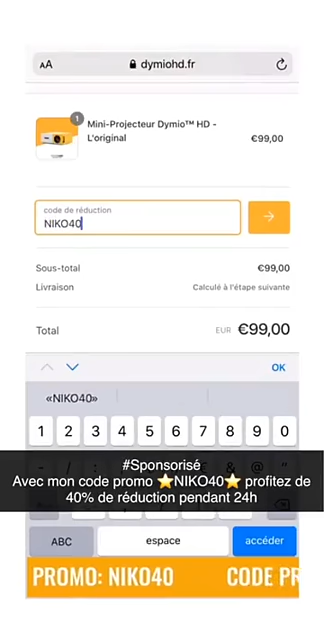 AA dymiohd.fr
1
Mini-Projecteur Dymio™ HD -
L'original
€99,00
code de réduction
NIKO40
Sous-total €99,00
Livraison Calculé à l'étape suivante
Total EUR €99,00
OK
«NIKO40»
1 2 3 4 5 6 7 8 9 0
- / & @ "
#Sponsorisé
Avec mon code promo ⭐NIKO40⭐ profitez de
40% de réduction pendant 24h
ABC espace accéder
PROMO: NIKO40 CODE PR